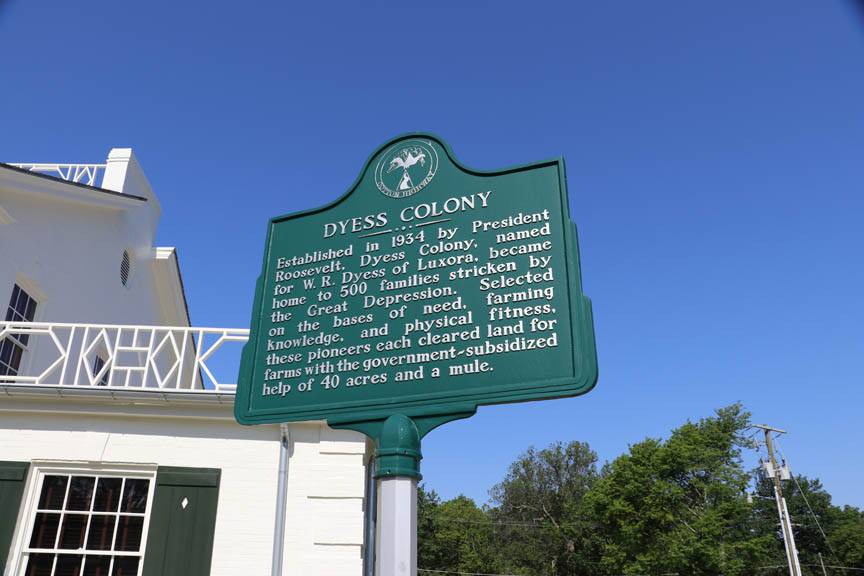 COTTON HIGHWAY
DYESS COLONY
Established in 1934 by President
Roosevelt, Dyess Colony, named
for W. R. Dyess of Luxora, became
home to 500 families stricken by
the Great Depression. Selected
on the bases of need, farming
knowledge, and physical fitness,
these pioneers each cleared land for
farms with the government-subsidized
help of 40 acres and a mule.